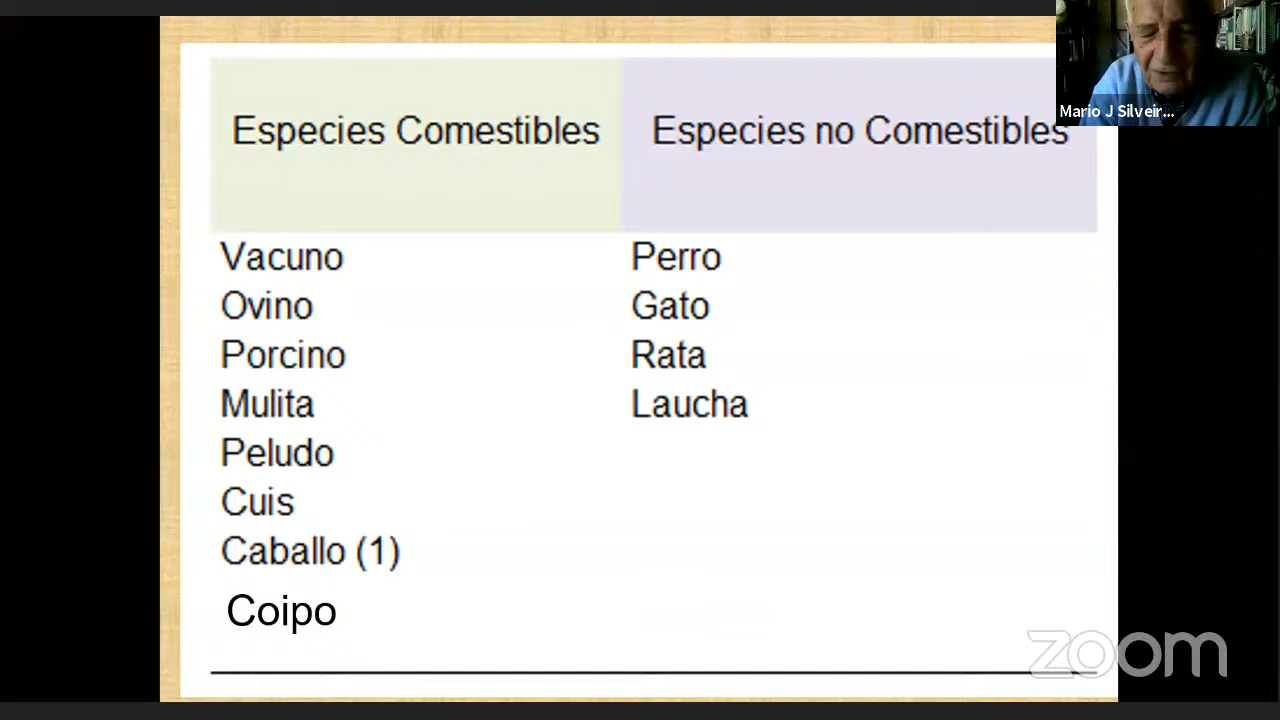 Mario J Silveir...
Especies Comestibles
Especies no Comestibles
Vacuno
Perro
Ovino
Gato
Porcino
Rata
Mulita
Laucha
Peludo
Cuis
Caballo (1)
Coipo
zoom